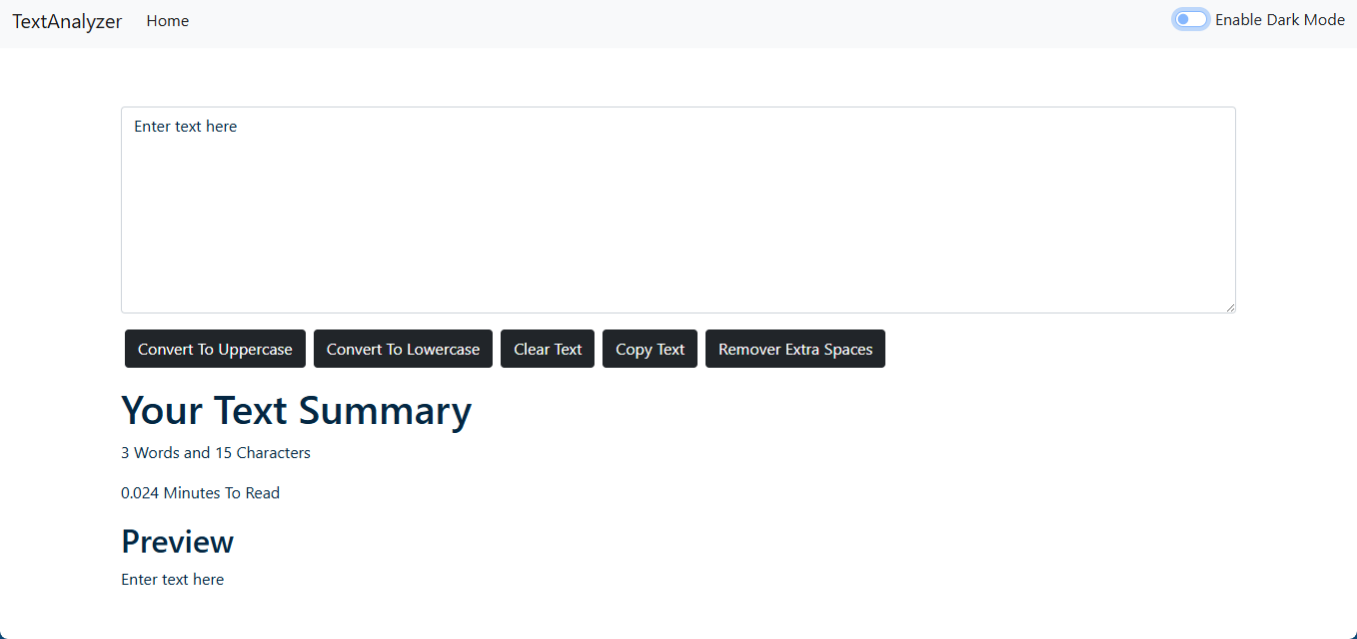 TextAnalyzer Home Enable Dark Mode
Enter text here
Convert To Uppercase Convert To Lowercase Clear Text Copy Text Remover Extra Spaces
Your Text Summary
3 Words and 15 Characters
0.024 Minutes To Read
Preview
Enter text here